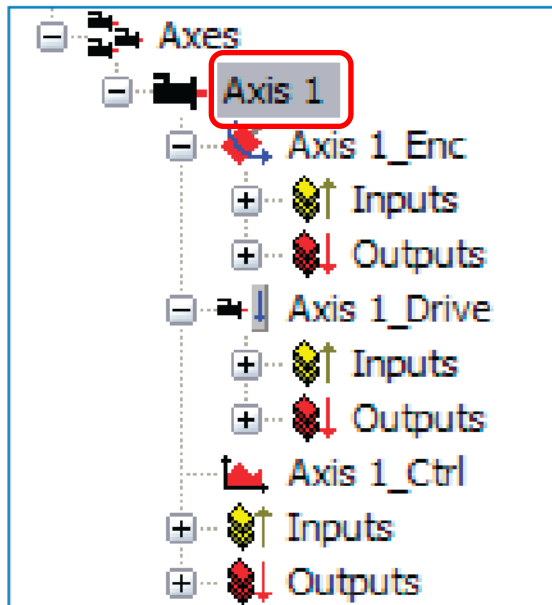 Axes
Axis 1
Axis 1_Enc
Inputs
Outputs
Axis 1_Drive
Inputs
Outputs
Axis 1_Ctrl
Inputs
Outputs